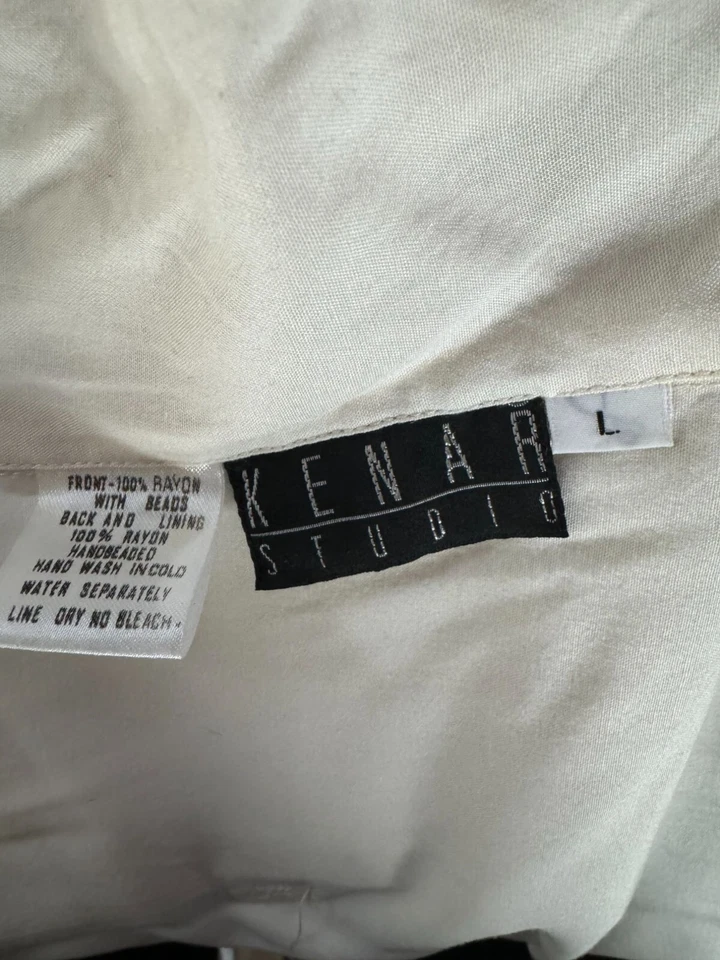 KENAR
STUDIO
L
FRONT-100% RAYON
WITH BEADS
BACK AND LINING
100% RAYON
HANDBEADED
HAND WASH IN COLD
WATER SEPARATELY
LINE DRY NO BLEACH.